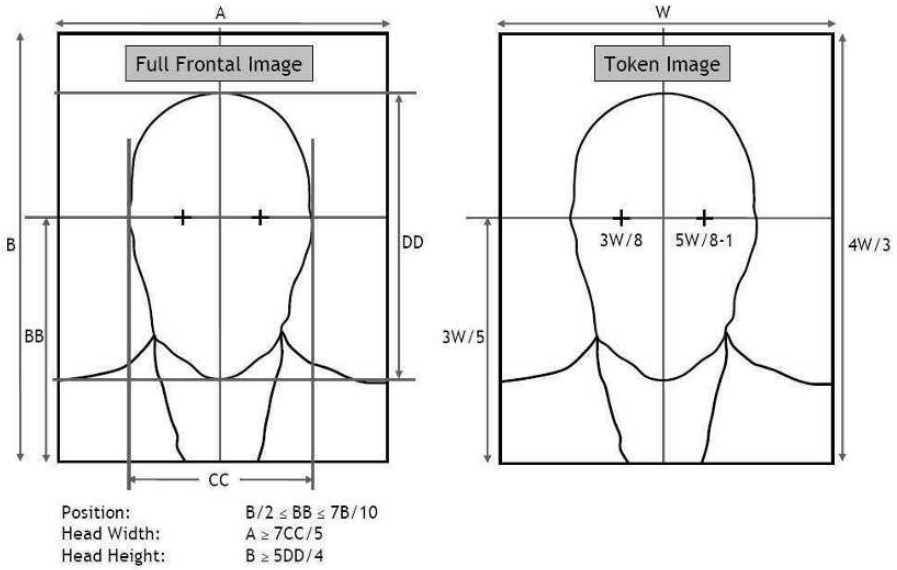 A
W
Full Frontal Image
Token Image
B
DD
BB
CC
3W/8
5W/8-1
4W/3
3W/5
Position: B/2 ≤ BB ≤ 7B/10
Head Width: A ≥ 7CC/5
Head Height: B ≥ 5DD/4